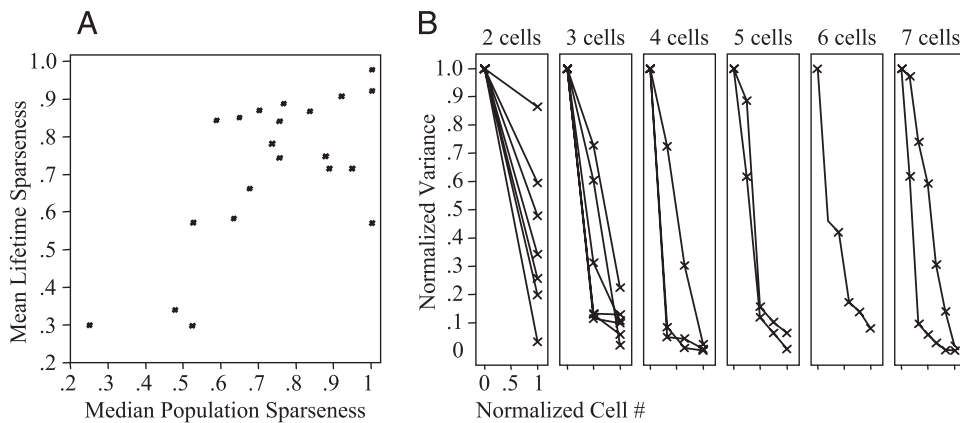 A
Mean Lifetime Sparseness
1.0
.9
.8
.7
.6
.5
.4
.3
.2
.2 .3 .4 .5 .6 .7 .8 .9 1
Median Population Sparseness
B
2 cells 3 cells 4 cells 5 cells 6 cells 7 cells
Normalized Variance
1.0
.9
.8
.7
.6
.5
.4
.3
.2
.1
0
0 .5 1
Normalized Cell #